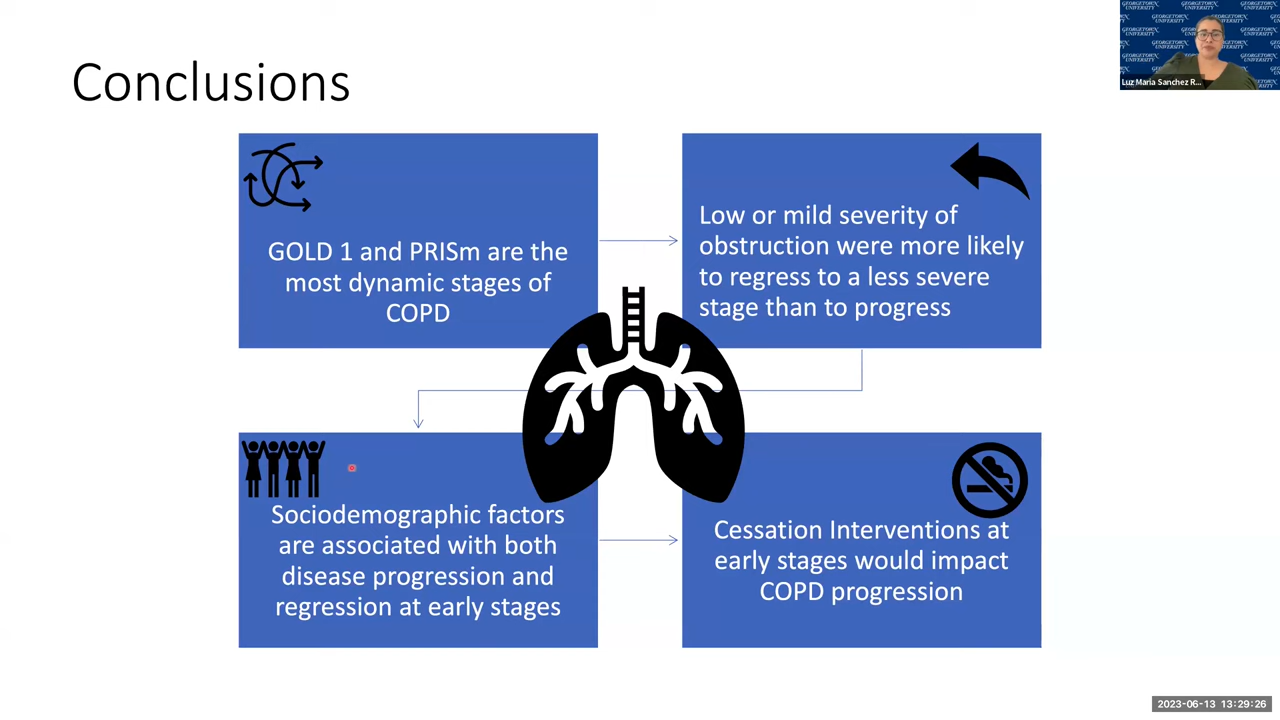 Conclusions
GOLD 1 and PRISm are the
most dynamic stages of
COPD
Low or mild severity of
obstruction were more likely
to regress to a less severe
stage than to progress
Sociodemographic factors
are associated with both
disease progression and
regression at early stages
Cessation Interventions at
early stages would impact
COPD progression
GEORGETOWN
UNIVERSITY
Luz Maria Sanchez R...
2023-06-13 13:29:26